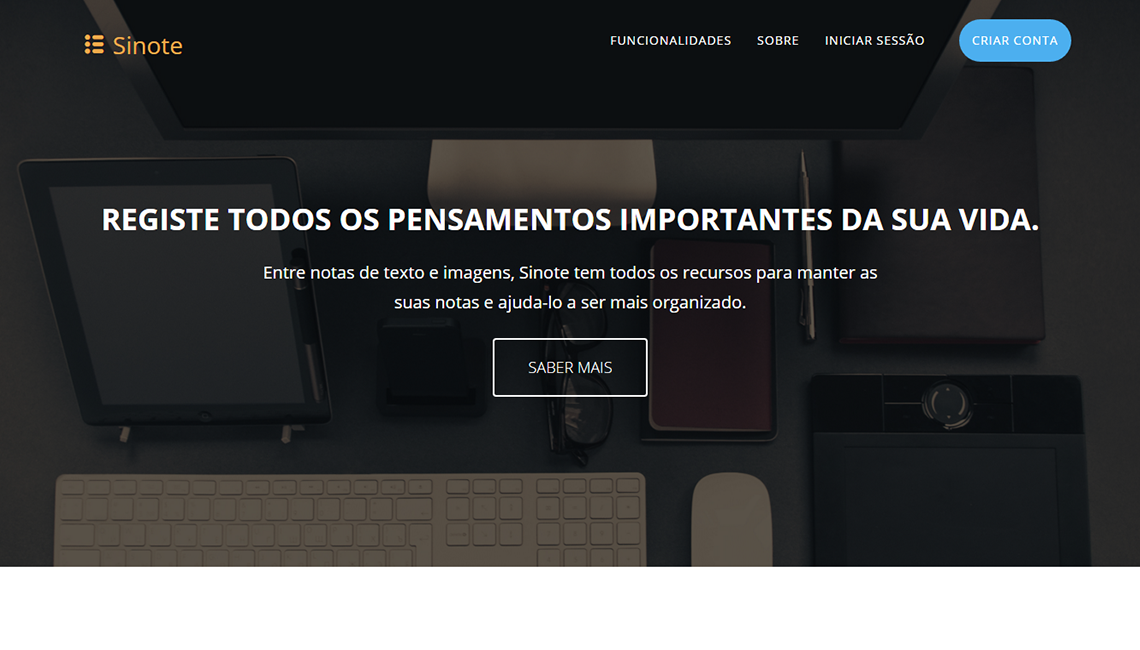 Sinote
FUNCIONALIDADES SOBRE INICIAR SESSÃO CRIAR CONTA
REGISTE TODOS OS PENSAMENTOS IMPORTANTES DA SUA VIDA.
Entre notas de texto e imagens, Sinote tem todos os recursos para manter as
suas notas e ajuda-lo a ser mais organizado.
SABER MAIS